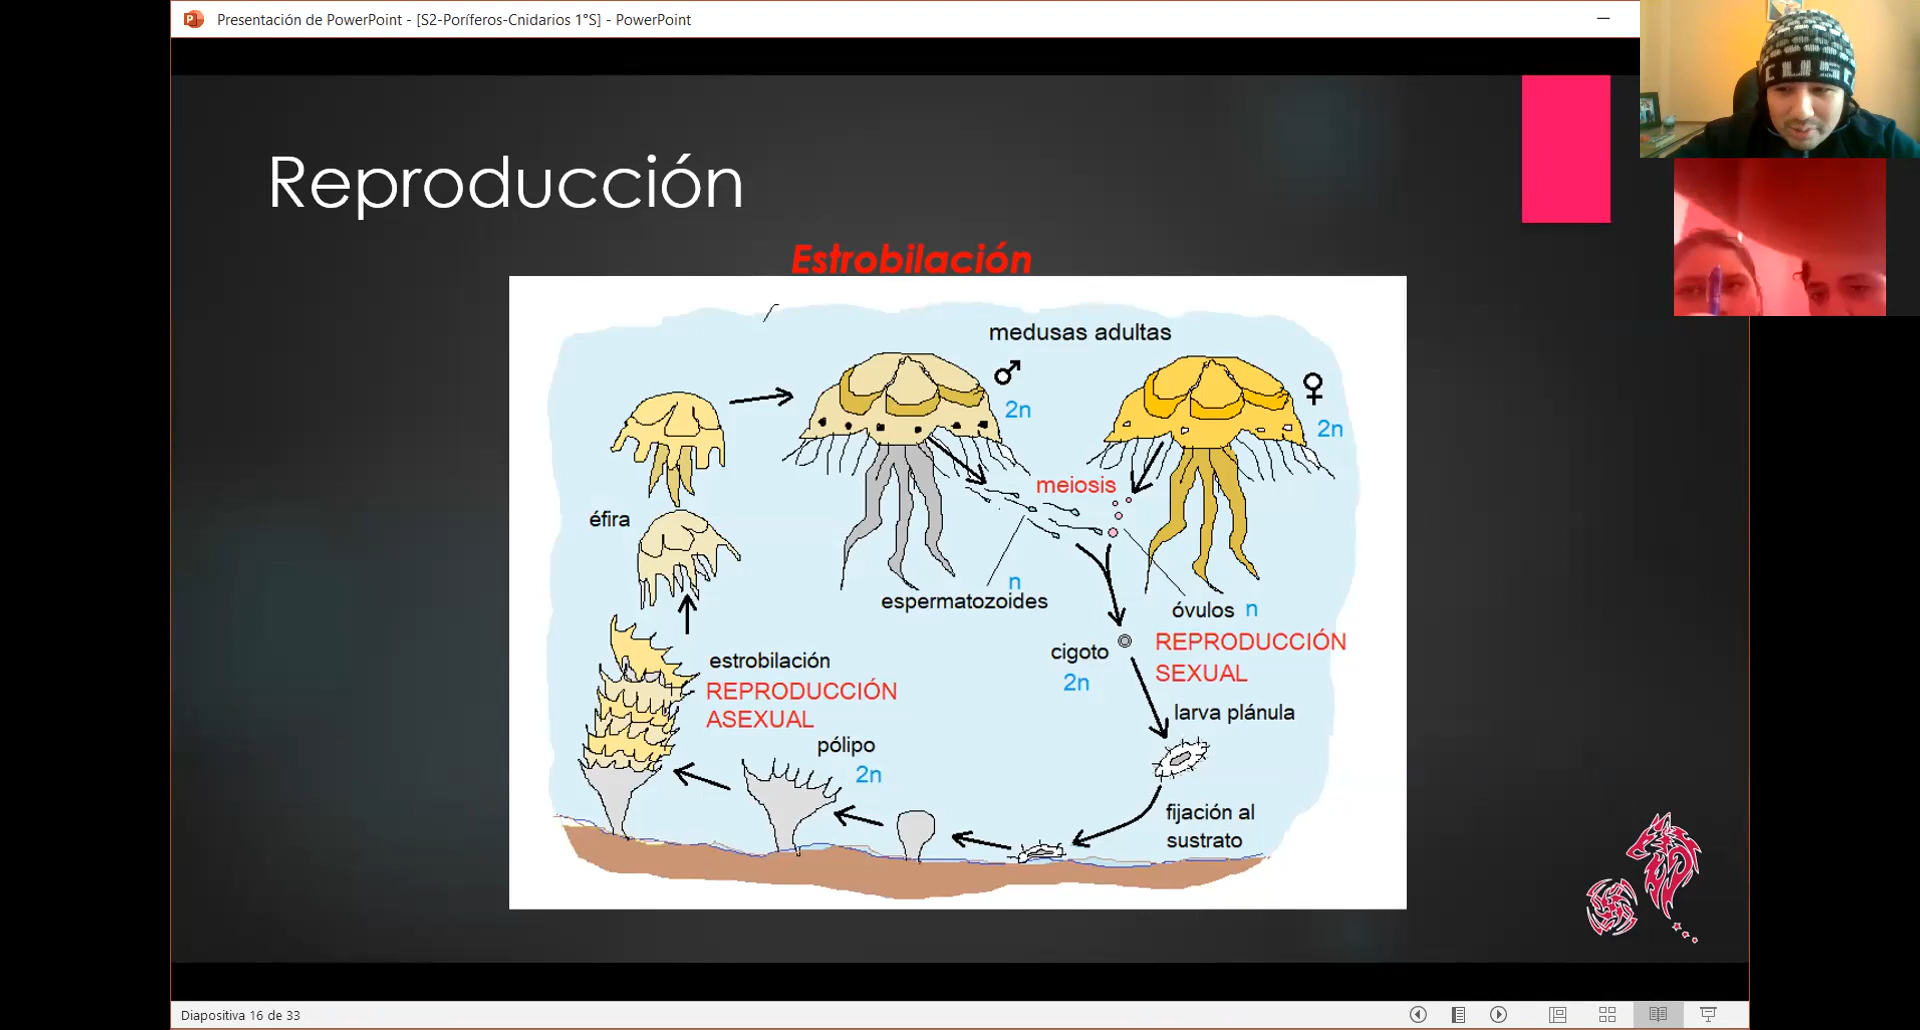 Presentación de PowerPoint - [S2-Poríferos-Cnidarios 1°S] - PowerPoint
CUSC
Reproducción
Estrobilación
medusas adultas
♂
♀
2n
2n
meiosis
éfira
n
espermatozoides
óvulos n
REPRODUCCIÓN
SEXUAL
cigoto
2n
estrobilación
REPRODUCCIÓN
ASEXUAL
larva plánula
pólipo
2n
fijación al
sustrato
Diapositiva 16 de 33